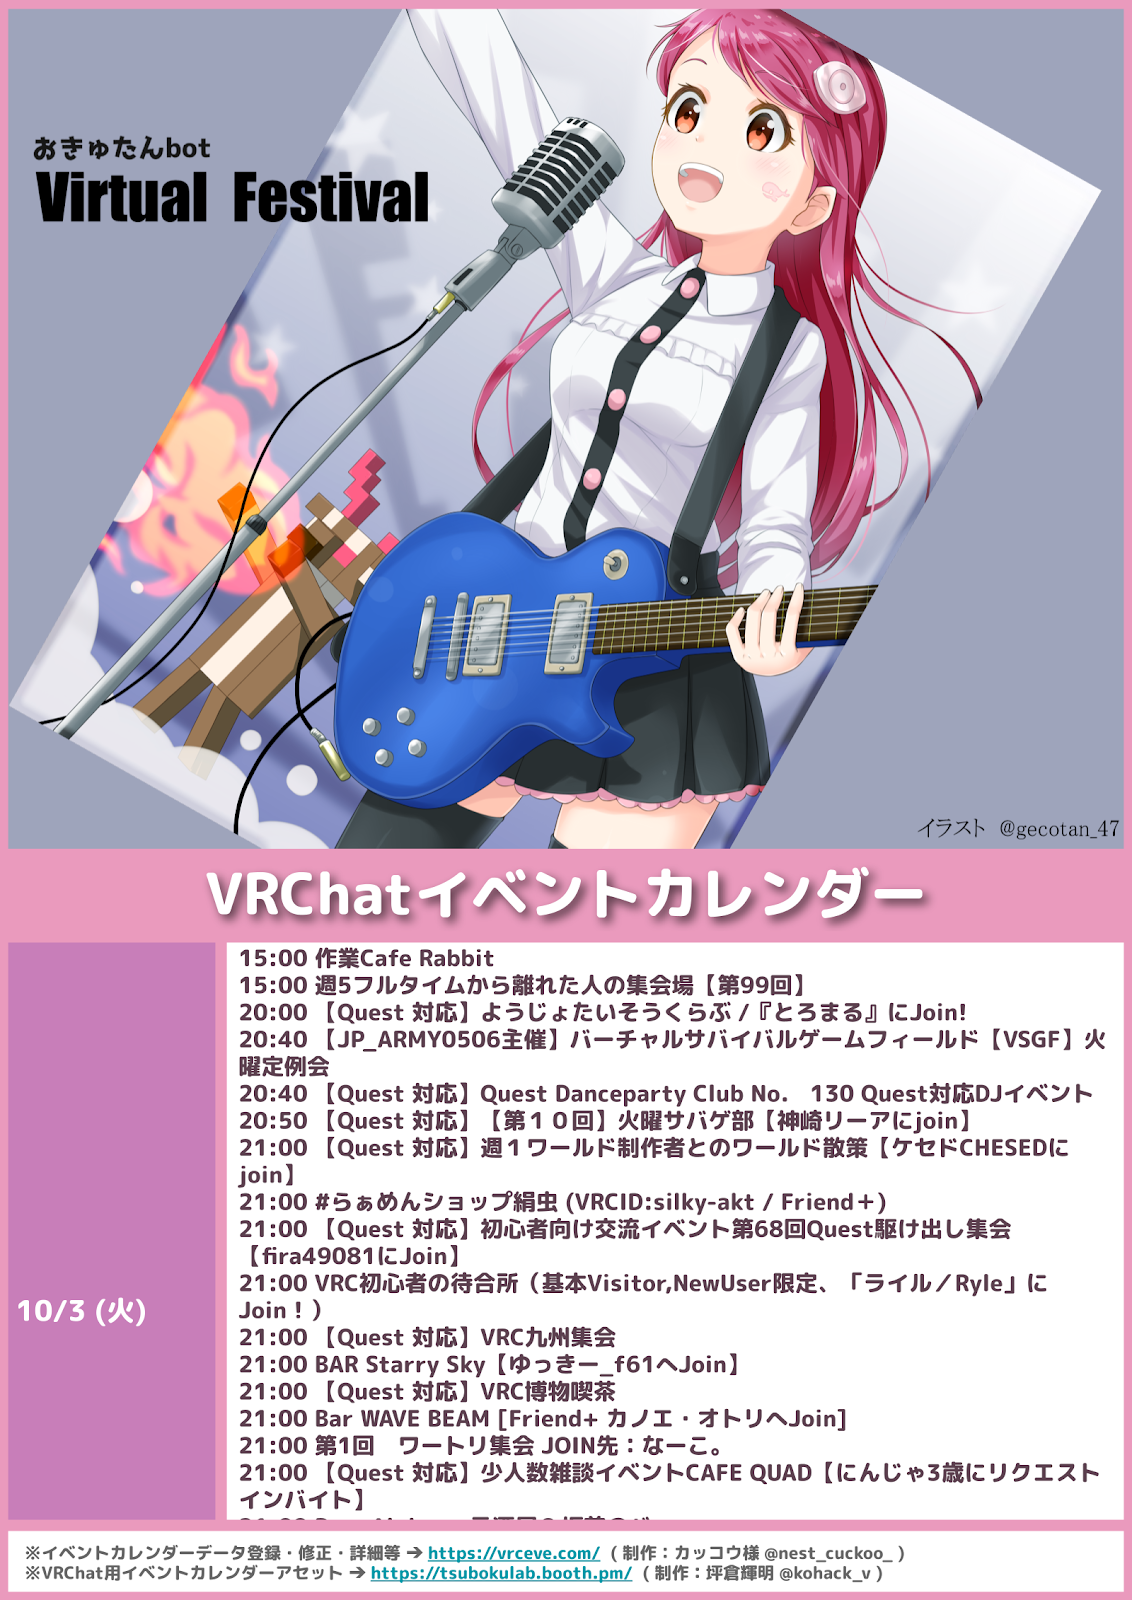 おきゅたんbot
Virtual Festival
イラスト @gecotan_47
VRChatイベントカレンダー
10/3 (火)
15:00 作業Cafe Rabbit
15:00 週5フルタイムから離れた人の集会場【第99回】
20:00 【Quest 対応】ようじょたいそうくらぶ /『とろまる』にJoin!
20:40 【JP_ARMY0506主催】バーチャルサバイバルゲームフィールド【VSGF】火
曜定例会
20:40 【Quest 対応】Quest Danceparty Club No. 130 Quest対応DJイベント
20:50 【Quest 対応】【第１０回】火曜サバゲ部【神崎リーアにjoin】
21:00 【Quest 対応】週１ワールド制作者とのワールド散策【ケセドCHESEDに
join】
21:00 #らぁめんショップ絹虫 (VRCID:silky-akt / Friend＋)
21:00 【Quest 対応】初心者向け交流イベント第68回Quest駆け出し集会
【fira49081にJoin】
21:00 VRC初心者の待合所（基本Visitor,NewUser限定、「ライル／Ryle」に
Join！）
21:00 【Quest 対応】VRC九州集会
21:00 BAR Starry Sky【ゆっきー_f61へJoin】
21:00 【Quest 対応】VRC博物喫茶
21:00 Bar WAVE BEAM [Friend+ カノエ・オトリへJoin]
21:00 第1回　ワートリ集会 JOIN先：なーこ。
21:00 【Quest 対応】少人数雑談イベントCAFE QUAD【にんじゃ3歳にリクエスト
インバイト】
※イベントカレンダーデータ登録・修正・詳細等 ➔ https://vrceve.com/ （制作：カッコウ様 @nest_cuckoo_ ）
※VRChat用イベントカレンダーアセット ➔ https://tsubokulab.booth.pm/ （制作：坪倉輝明 @kohack_v ）